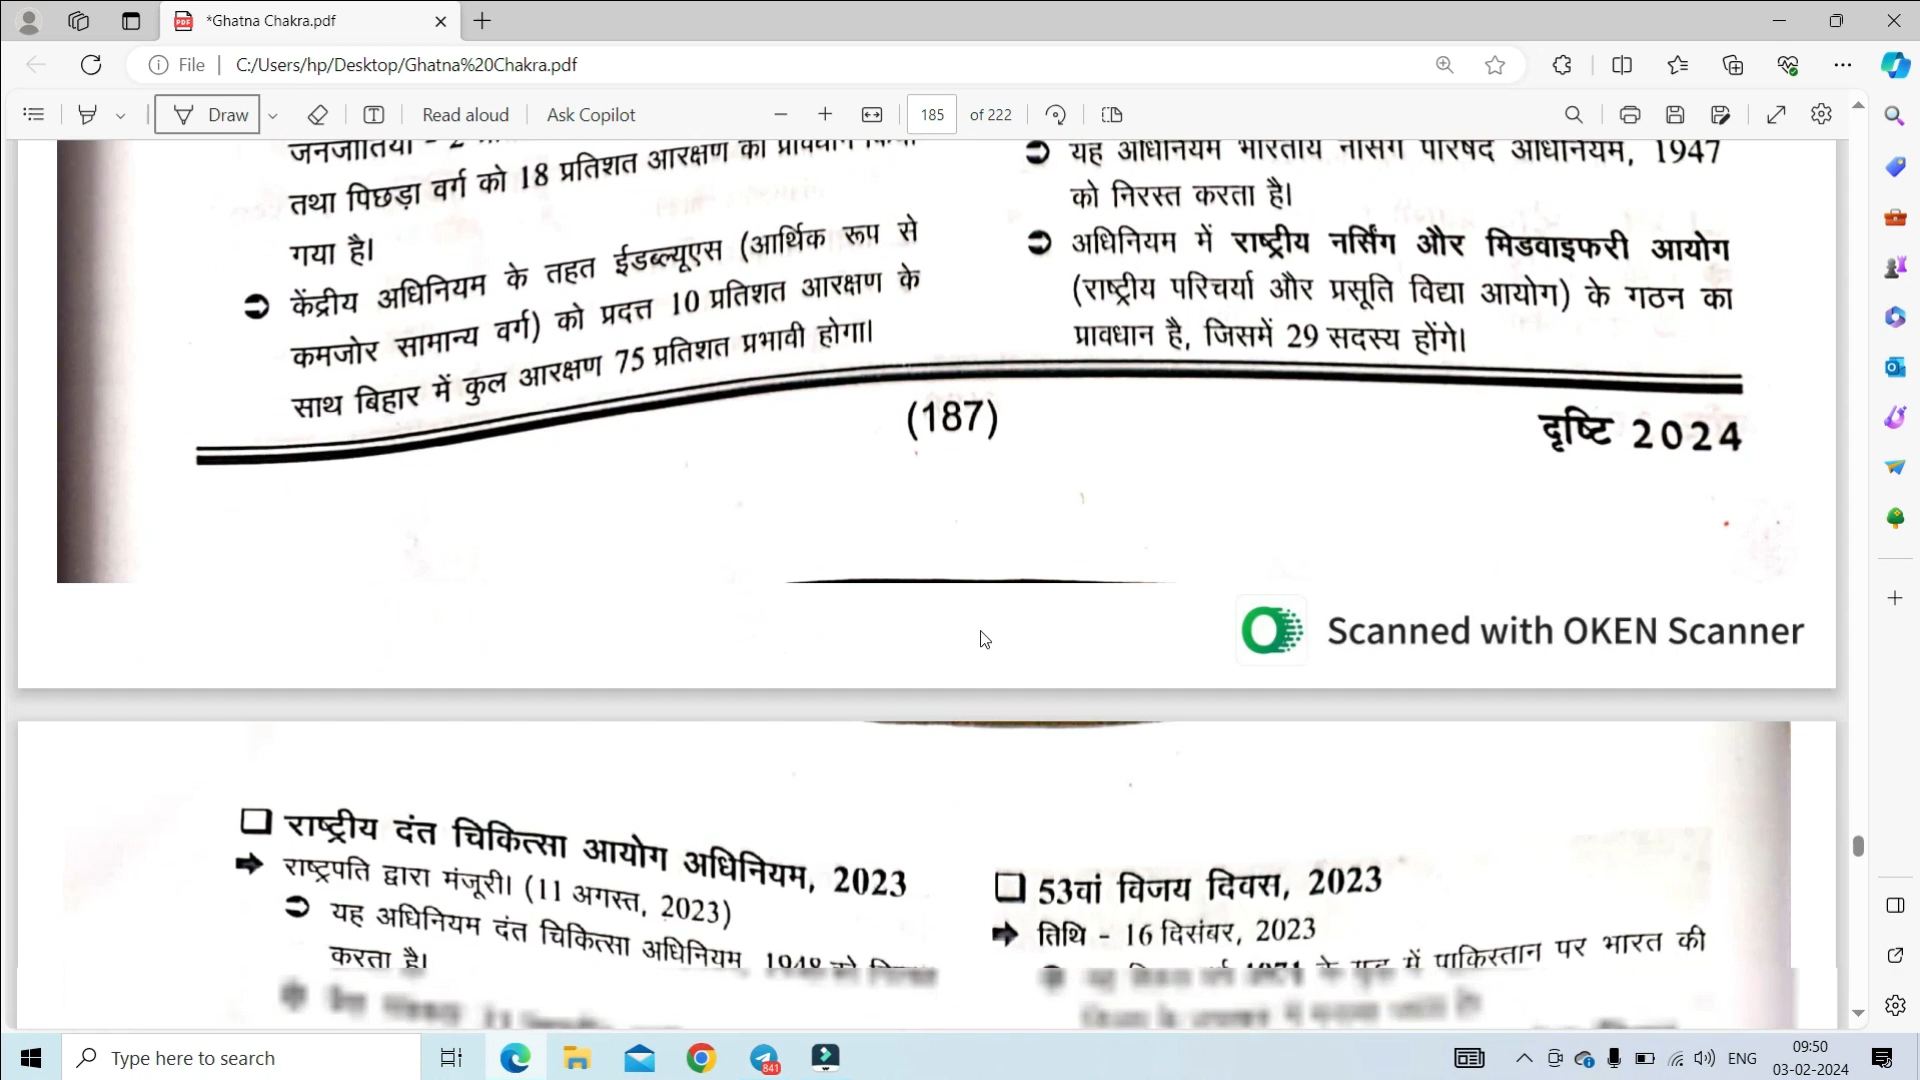 *Ghatna Chakra.pdf
File
C:/Users/hp/Desktop/Ghatna%20Chakra.pdf
Draw
Read aloud
Ask Copilot
185
of 222
जनजातियां - 2
तथा पिछड़ा वर्ग को 18 प्रतिशत आरक्षण का प्रावधान किया
गया है।
केंद्रीय अधिनियम के तहत ईडब्ल्यूएस (आर्थिक रूप से
कमजोर सामान्य वर्ग) को प्रदत्त 10 प्रतिशत आरक्षण के
साथ बिहार में कुल आरक्षण 75 प्रतिशत प्रभावी होगा।
यह अधिनियम भारतीय नर्सिंग परिषद अधिनियम, 1947
को निरस्त करता है।
अधिनियम में राष्ट्रीय नर्सिंग और मिडवाइफरी आयोग
(राष्ट्रीय परिचर्या और प्रसूति विद्या आयोग) के गठन का
प्रावधान है, जिसमें 29 सदस्य होंगे।
(187)
दृष्टि 2024
Scanned with OKEN Scanner
राष्ट्रीय दंत चिकित्सा आयोग अधिनियम, 2023
राष्ट्रपति द्वारा मंजूरी। (11 अगस्त, 2023)
यह अधिनियम दंत चिकित्सा अधिनियम, 1948 को
करता है।
53वां विजय दिवस, 2023
तिथि - 16 दिसंबर, 2023
1971 के युद्ध में पाकिस्तान पर भारत की
Type here to search
841
ENG
09:50
03-02-2024